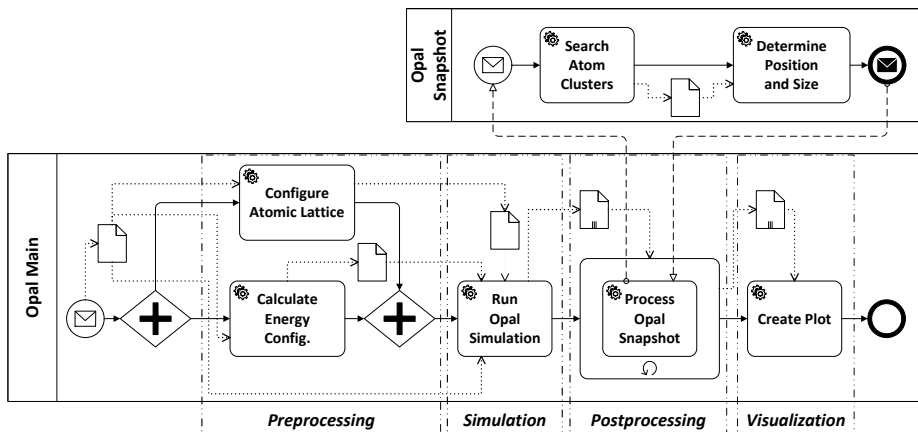 Opal
Snapshot
Search
Atom
Clusters
Determine
Position
and Size
Opal Main
Configure
Atomic Lattice
Calculate
Energy
Config.
Run
Opal
Simulation
Process
Opal
Snapshot
Create Plot
Preprocessing
Simulation
Postprocessing
Visualization